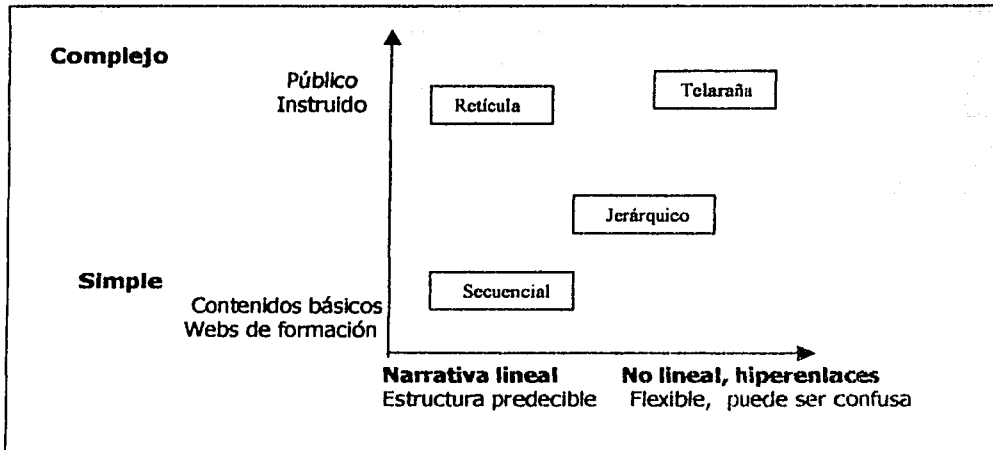 Complejo
Público
Instruido
Retícula
Telaraña
Jerárquico
Simple
Secuencial
Contenidos básicos
Webs de formación
Narrativa lineal No lineal, hiperenlaces
Estructura predecible Flexible, puede ser confusa